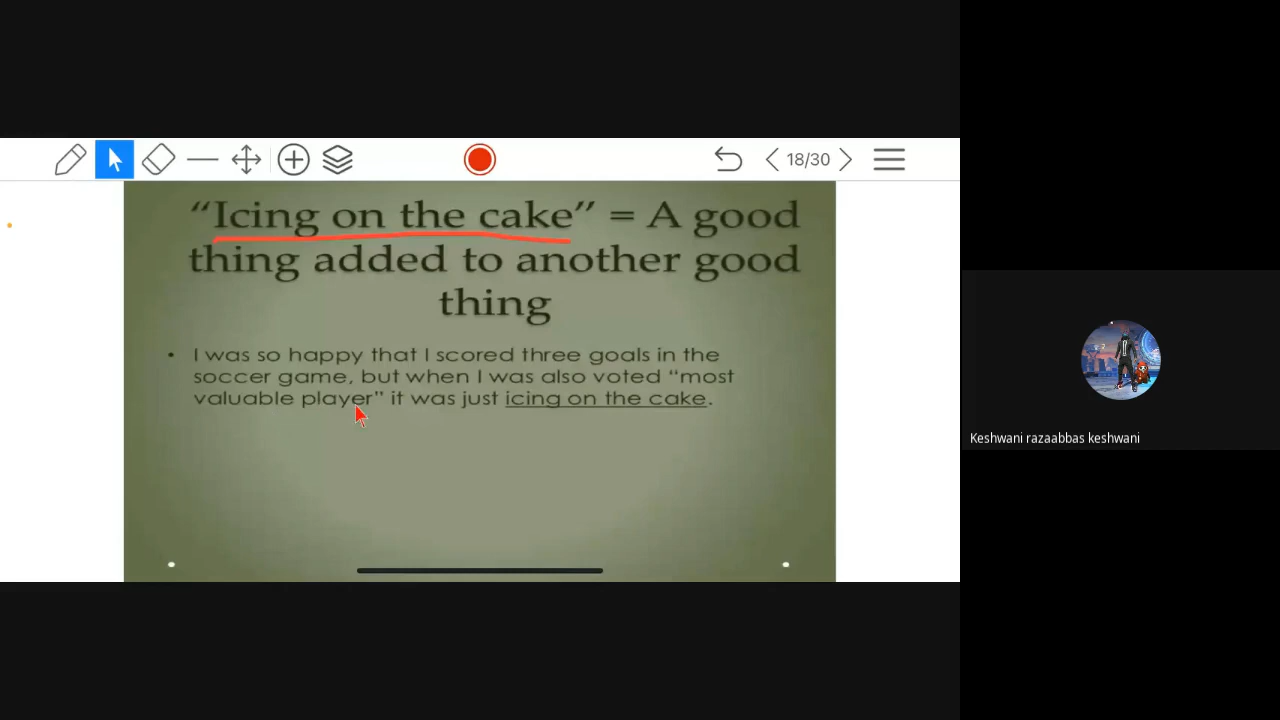 18/30
“Icing on the cake” = A good
thing added to another good
thing
• I was so happy that I scored three goals in the
soccer game, but when I was also voted “most
valuable player” it was just icing on the cake.
Keshwani razaabbas keshwani